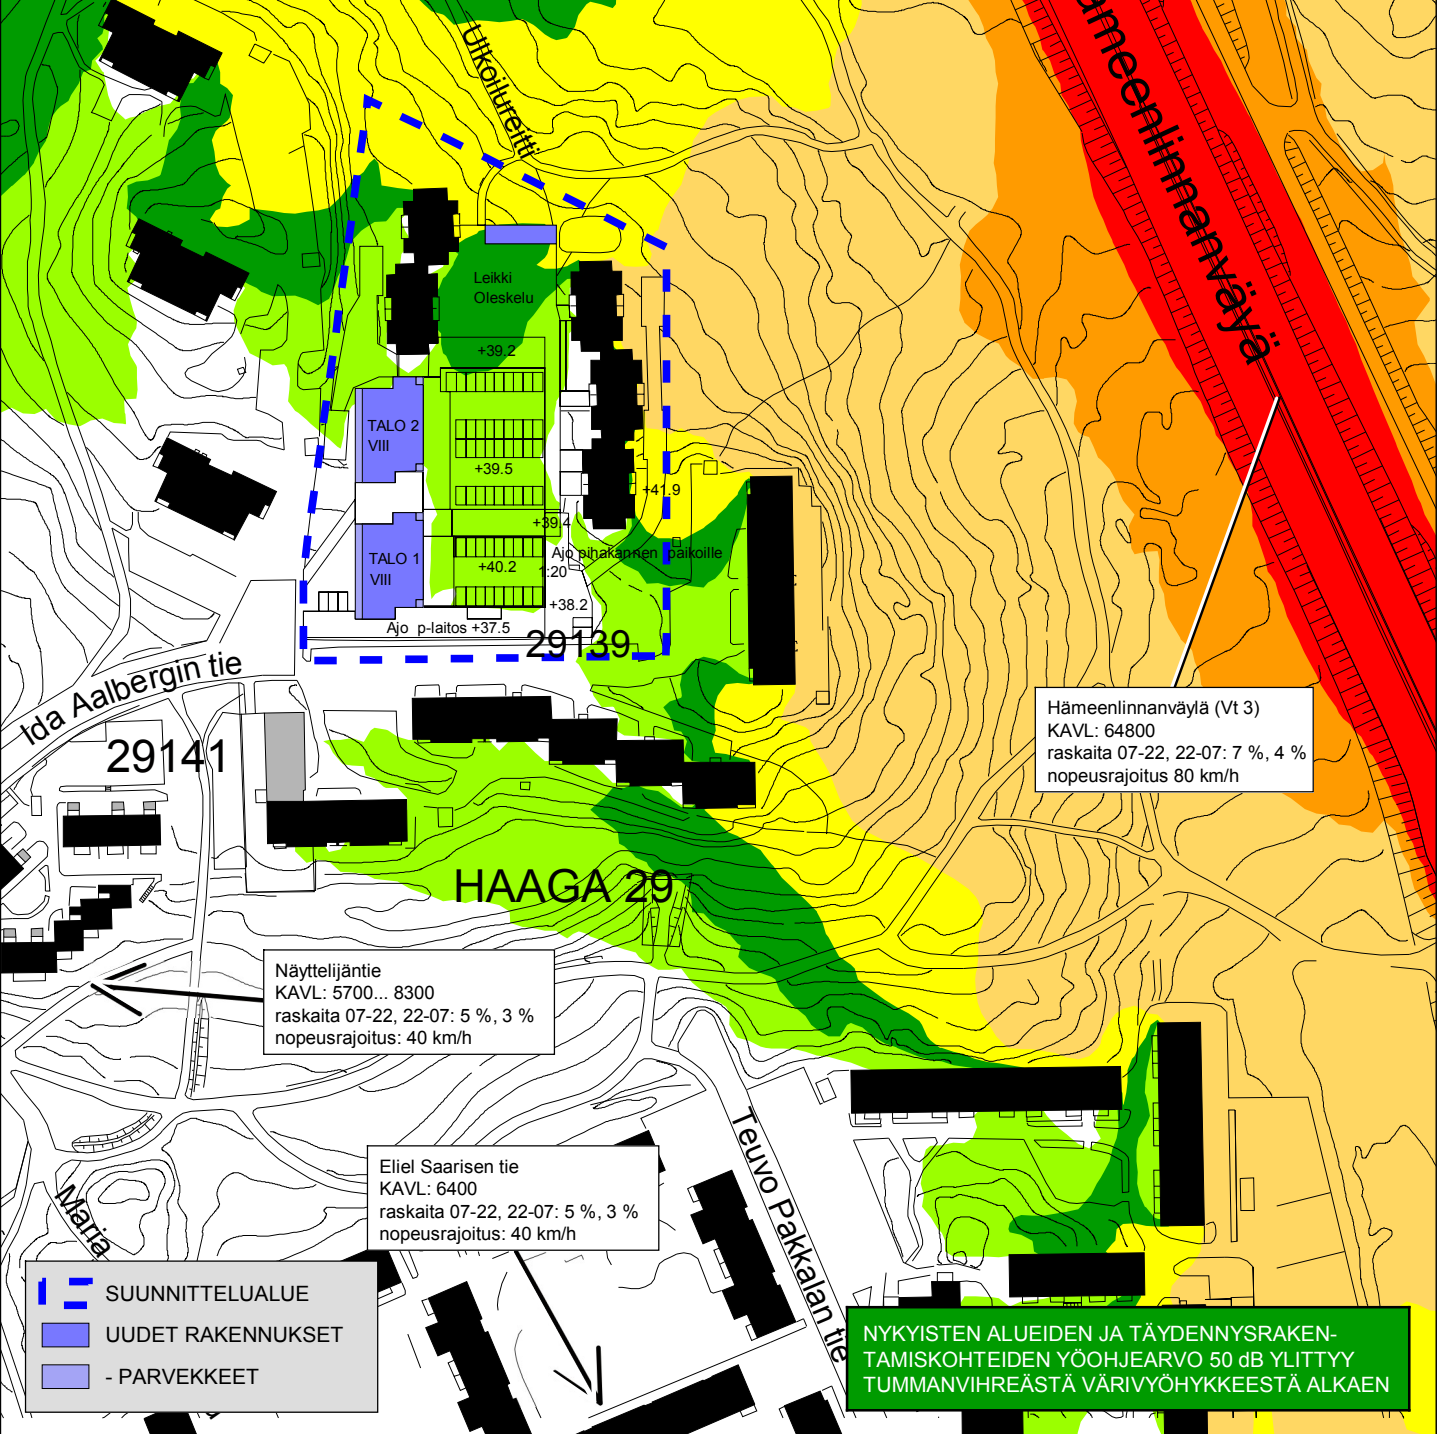 Ulkoilureitti
Hämeenlinnanväylä
Leikki
Oleskelu
+39.2
TALO 2
VIII
+39.5
+41.9
+39.4
Ajo pihakannen paikoille
1:20
TALO 1
VIII
+40.2
+38.2
Ajo p-laitos +37.5
29139
Ida Aalbergin tie
29141
Hämeenlinnanväylä (Vt 3)
KAVL: 64800
raskaita 07-22, 22-07: 7 %, 4 %
nopeusrajoitus 80 km/h
HAAGA 29
Näyttelijäntie
KAVL: 5700... 8300
raskaita 07-22, 22-07: 5 %, 3 %
nopeusrajoitus: 40 km/h
Teuvo Pakkalan tie
Eliel Saarisen tie
KAVL: 6400
raskaita 07-22, 22-07: 5 %, 3 %
nopeusrajoitus: 40 km/h
Maria
SUUNNITTELUALUE
UUDET RAKENNUKSET
- PARVEKKEET
NYKYISTEN ALUEIDEN JA TÄYDENNYSRAKEN-
TAMISKOHTEIDEN YÖOHJEARVO 50 dB YLITTYY
TUMMANVIHREÄSTÄ VÄRIVYÖHYKKEESTÄ ALKAEN